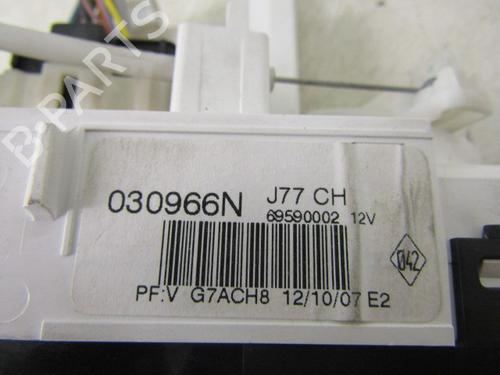 B-PARTS
030966N
J77 CH
69590002 12V
042
PF:V G7ACH8 12/10/07 E2